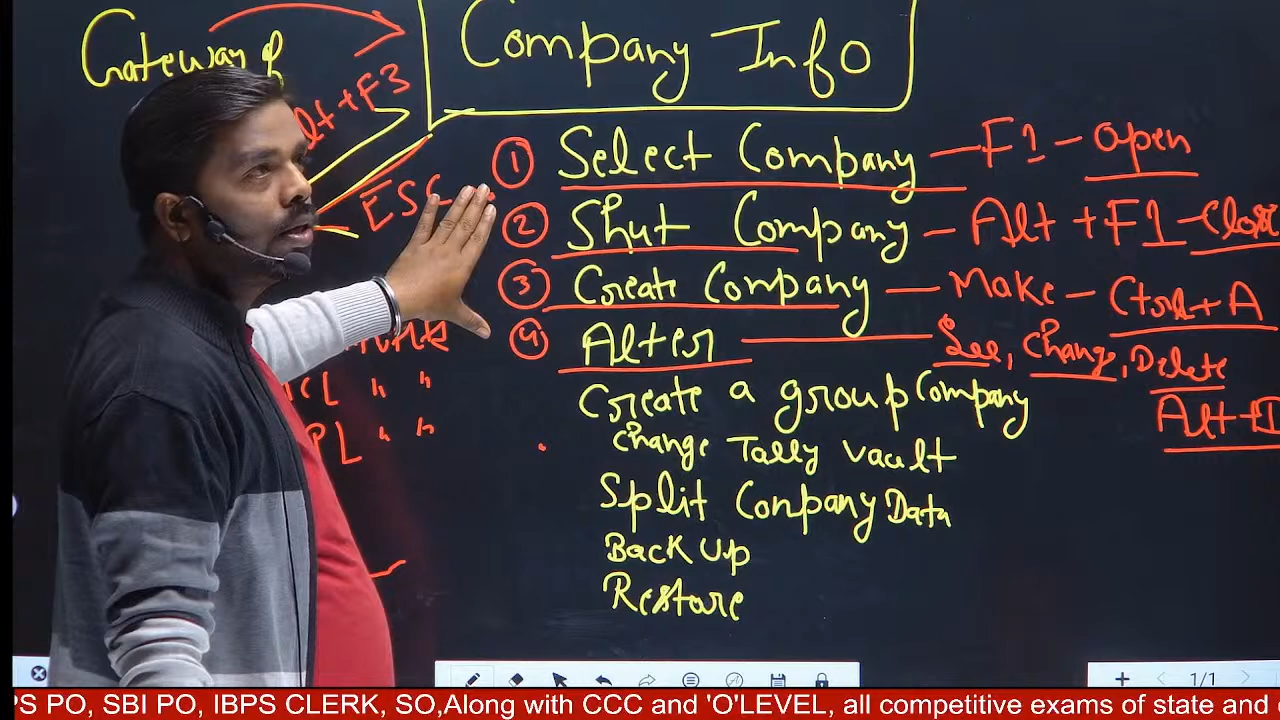 Gateway of
Company Info
Alt+F3
ESC
① Select Company – F1 – open
② Shut Company – Alt + F1 – Close
③ Create Company – Make – Ctrl+A
④ Alter – See, Change, Delete
Alt+D
Create a group Company
Change Tally vault
Split Conpany Data
Back Up
Restore
1/1
PO, SBI PO, IBPS CLERK, SO,Along with CCC and 'O'LEVEL, all competitive exams of state and